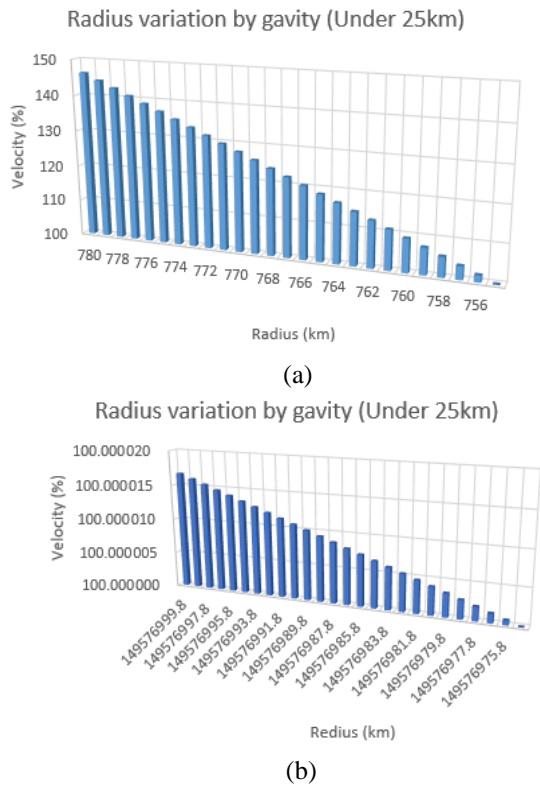 Radius variation by gavity (Under 25km)
Velocity (%)
150
140
130
120
110
100
780 778 776 774 772 770 768 766 764 762 760 758 756
Radius (km)
(a)
Radius variation by gavity (Under 25km)
Velocity (%)
100.000020
100.000015
100.000010
100.000005
100.000000
149576999.8 149576997.8 149576995.8 149576993.8 149576991.8 149576989.8 149576987.8 149576985.8 149576983.8 149576981.8 149576979.8 149576977.8 149576975.8
Redius (km)
(b)